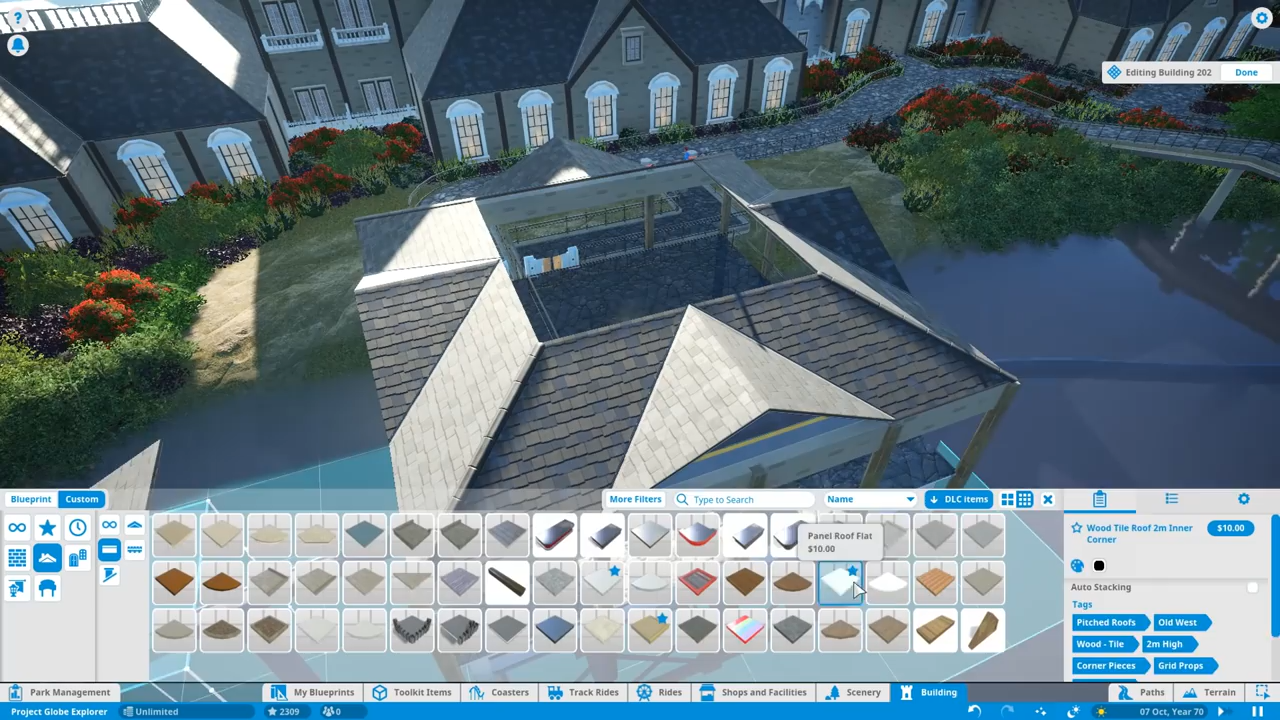 ?
Editing Building 202
Done
Blueprint
Custom
More Filters
Type to Search
Name
DLC items
Panel Roof Flat
$10.00
Wood Tile Roof 2m Inner
Corner
$10.00
Auto Stacking
Tags
Pitched Roofs
Old West
Wood - Tile
2m High
Corner Pieces
Grid Props
Park Management
My Blueprints
Toolkit Items
Coasters
Track Rides
Rides
Shops and Facilities
Scenery
Building
Paths
Terrain
Project Globe Explorer
Unlimited
2309
0
07 Oct, Year 70